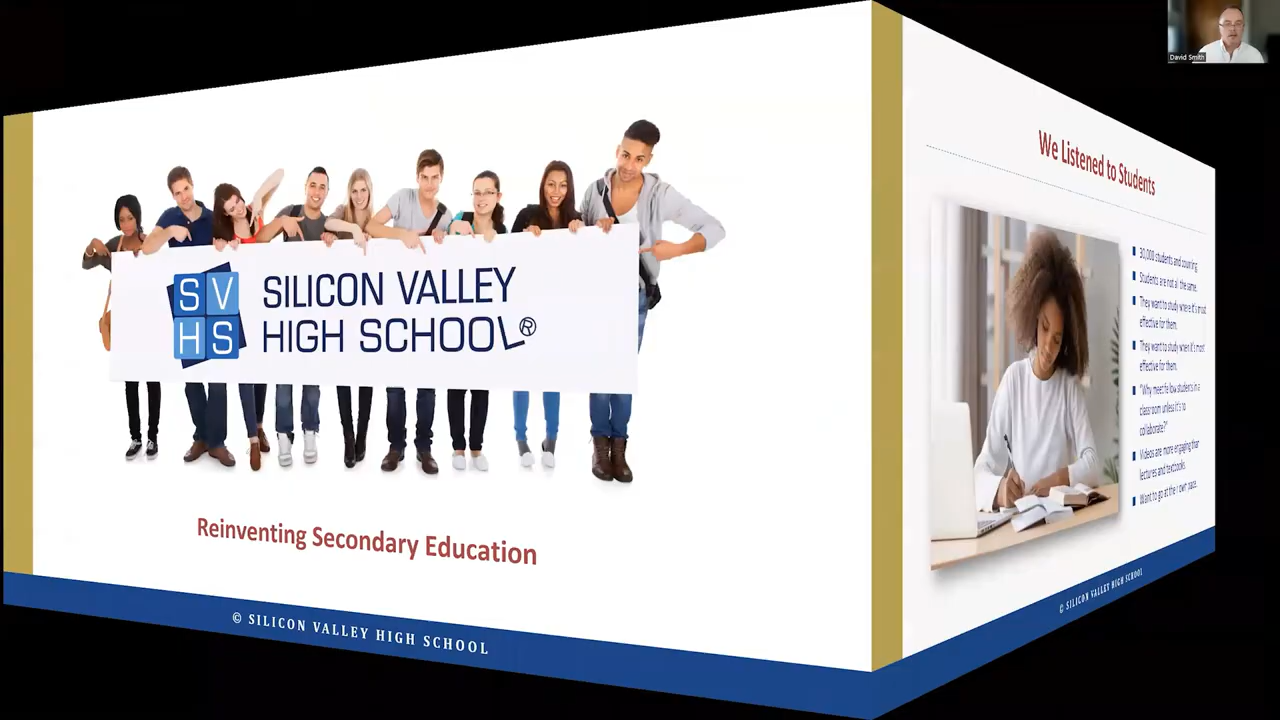 SV
HS
SILICON VALLEY
HIGH SCHOOL®
Reinventing Secondary Education
© SILICON VALLEY HIGH SCHOOL
We Listened to Students
30,000 students and counting
Students are not all the same.
They want to study where it's most
effective for them.
They want to study when it's most
effective for them.
"Why meet fellow students in a
classroom unless it's to
collaborate?"
Videos are more engaging than
lectures and textbooks.
Want to go at their own pace.
© SILICON VALLEY HIGH SCHOOL
David Smith